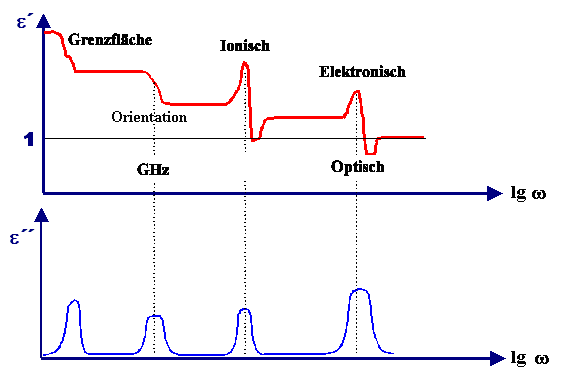 ε´
Grenzfläche
Ionisch
Elektronisch
Orientation
1
GHz
Optisch
lg ω
ε´´
lg ω